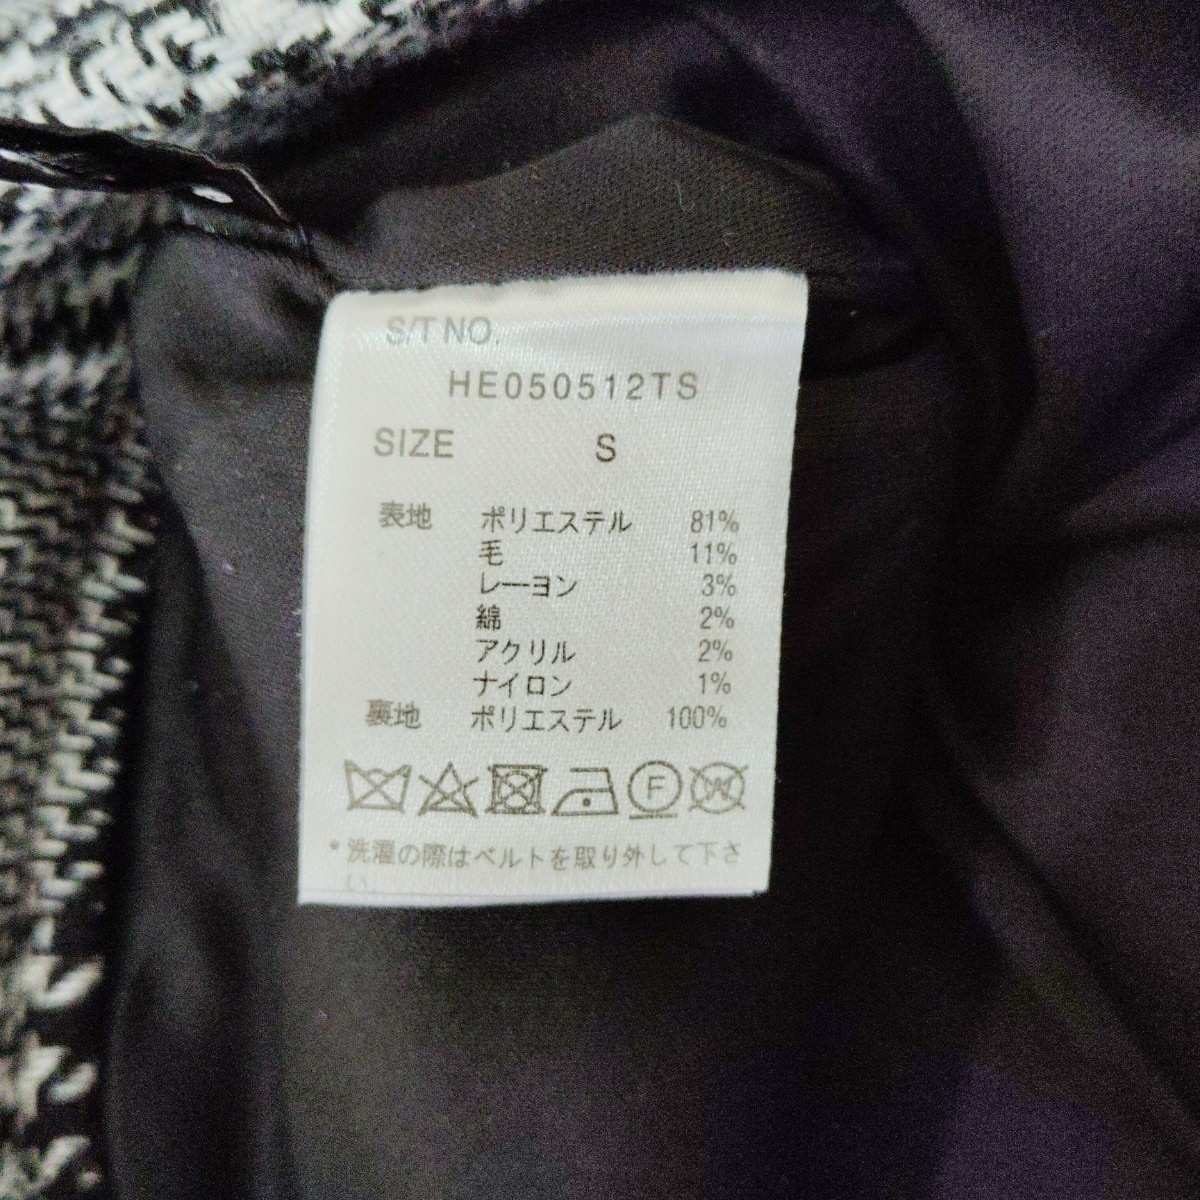 S/T NO.
HE050512TS
SIZE S
表地 ポリエステル 81%
毛 11%
レーヨン 3%
綿 2%
アクリル 2%
ナイロン 1%
裏地 ポリエステル 100%
F W
*洗濯の際はベルトを取り外して下さ
い.